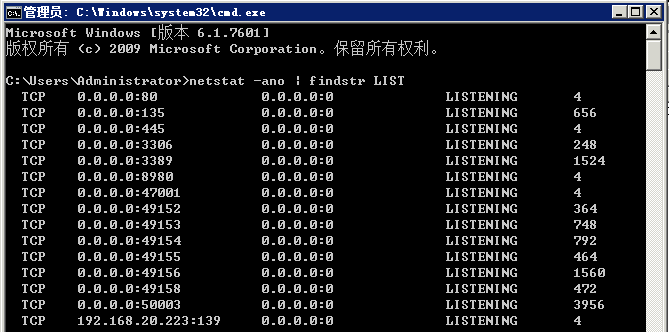 管理员: C:\Windows\system32\cmd.exe
Microsoft Windows [版本 6.1.7601]
版权所有 (c) 2009 Microsoft Corporation。保留所有权利。
C:\Users\Administrator>netstat -ano | findstr LIST
TCP 0.0.0.0:80 0.0.0.0:0 LISTENING 4
TCP 0.0.0.0:135 0.0.0.0:0 LISTENING 656
TCP 0.0.0.0:445 0.0.0.0:0 LISTENING 4
TCP 0.0.0.0:3306 0.0.0.0:0 LISTENING 248
TCP 0.0.0.0:3389 0.0.0.0:0 LISTENING 1524
TCP 0.0.0.0:8980 0.0.0.0:0 LISTENING 4
TCP 0.0.0.0:47001 0.0.0.0:0 LISTENING 4
TCP 0.0.0.0:49152 0.0.0.0:0 LISTENING 364
TCP 0.0.0.0:49153 0.0.0.0:0 LISTENING 748
TCP 0.0.0.0:49154 0.0.0.0:0 LISTENING 792
TCP 0.0.0.0:49155 0.0.0.0:0 LISTENING 464
TCP 0.0.0.0:49156 0.0.0.0:0 LISTENING 1560
TCP 0.0.0.0:49158 0.0.0.0:0 LISTENING 472
TCP 0.0.0.0:50003 0.0.0.0:0 LISTENING 3956
TCP 192.168.20.223:139 0.0.0.0:0 LISTENING 4